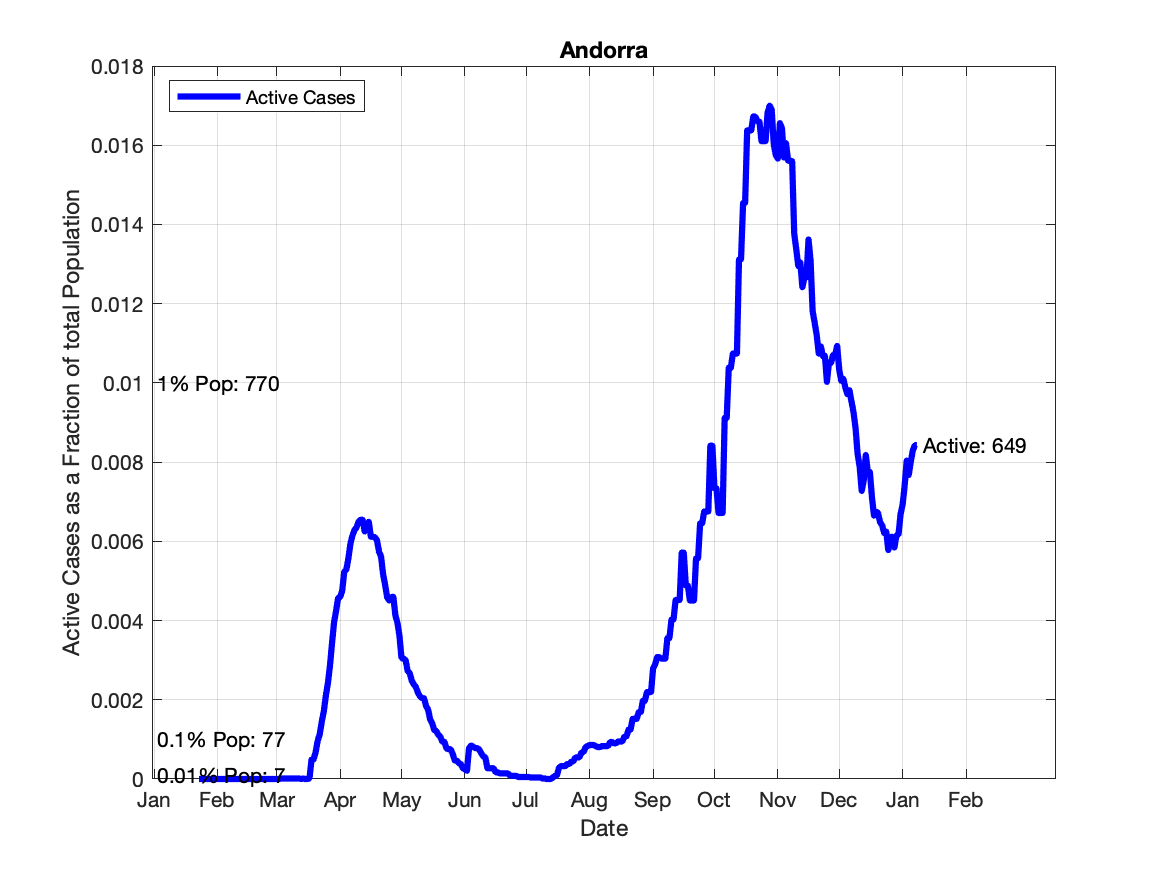 Andorra
Active Cases
0.018
0.016
0.014
0.012
0.01
0.008
0.006
0.004
0.002
0
Active Cases as a Fraction of total Population
1% Pop: 770
0.1% Pop: 77
0.01% Pop: 7
Active: 649
Jan Feb Mar Apr May Jun Jul Aug Sep Oct Nov Dec Jan Feb
Date